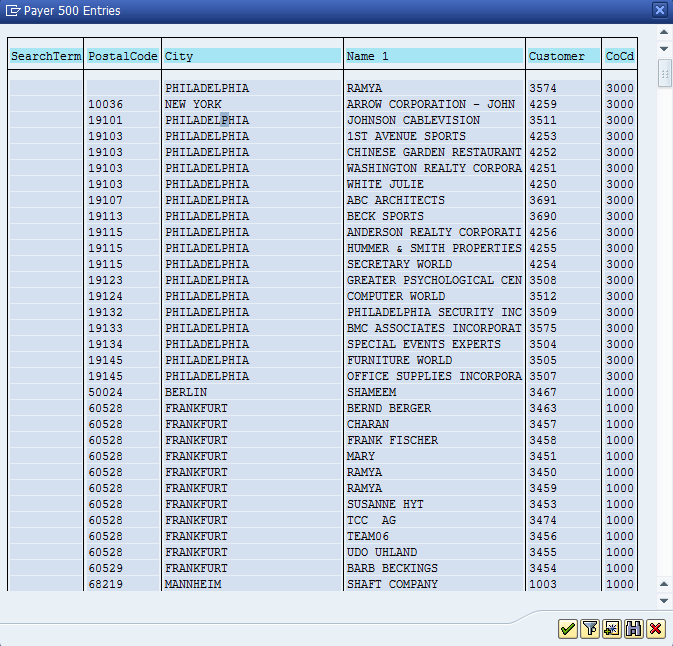 Payer 500 Entries
SearchTerm PostalCode City Name 1 Customer CoCd
PHILADELPHIA RAMYA 3574 3000
10036 NEW YORK ARROW CORPORATION – JOHN 4259 3000
19101 PHILADELPHIA JOHNSON CABLEVISION 3511 3000
19103 PHILADELPHIA 1ST AVENUE SPORTS 4253 3000
19103 PHILADELPHIA CHINESE GARDEN RESTAURANT 4252 3000
19103 PHILADELPHIA WASHINGTON REALTY CORPORA 4251 3000
19103 PHILADELPHIA WHITE JULIE 4250 3000
19107 PHILADELPHIA ABC ARCHITECTS 3691 3000
19113 PHILADELPHIA BECK SPORTS 3690 3000
19115 PHILADELPHIA ANDERSON REALTY CORPORATI 4256 3000
19115 PHILADELPHIA HUMMER & SMITH PROPERTIES 4255 3000
19115 PHILADELPHIA SECRETARY WORLD 4254 3000
19123 PHILADELPHIA GREATER PSYCHOLOGICAL CEN 3508 3000
19124 PHILADELPHIA COMPUTER WORLD 3512 3000
19132 PHILADELPHIA PHILADELPHIA SECURITY INC 3509 3000
19133 PHILADELPHIA BMC ASSOCIATES INCORPORAT 3575 3000
19134 PHILADELPHIA SPECIAL EVENTS EXPERTS 3504 3000
19145 PHILADELPHIA FURNITURE WORLD 3505 3000
19145 PHILADELPHIA OFFICE SUPPLIES INCORPORA 3507 3000
50024 BERLIN SHAMEEM 3467 1000
60528 FRANKFURT BERND BERGER 3463 1000
60528 FRANKFURT CHARAN 3457 1000
60528 FRANKFURT FRANK FISCHER 3458 1000
60528 FRANKFURT MARY 3451 1000
60528 FRANKFURT RAMYA 3450 1000
60528 FRANKFURT RAMYA 3459 1000
60528 FRANKFURT SUSANNE HYT 3453 1000
60528 FRANKFURT TCC AG 3474 1000
60528 FRANKFURT TEAM06 3456 1000
60528 FRANKFURT UDO UHLAND 3455 1000
60529 FRANKFURT BARB BECKINGS 3454 1000
68219 MANNHEIM SHAFT COMPANY 1003 1000